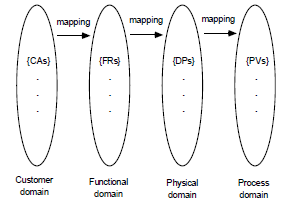 mapping
mapping
mapping
{CAs}
{FRs}
{DPs}
{PVs}
Customer
domain
Functional
domain
Physical
domain
Process
domain